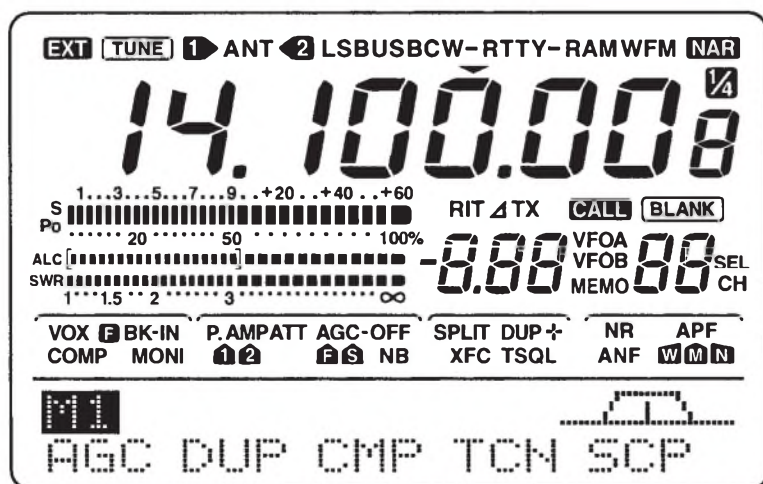 EXT TUNE 1 ANT 2 LSBUSBCW-RTTY-RAMWFM NAR
1/4
14.100.008
1...3...5...7...9..+20..+40..+60
S
Po
20 50 100%
ALC
SWR
1 1.5 2 3 ∞
RIT ⊿TX CALL BLANK
-8.88 VFOA 88 SEL
VFOB
MEMO CH
VOX F BK-IN P.AMPATT AGC-OFF SPLIT DUP+- NR APF
COMP MONI 1 2 F S NB XFC TSQL ANF W M N
M1
AGC DUP CMP TCN SCP